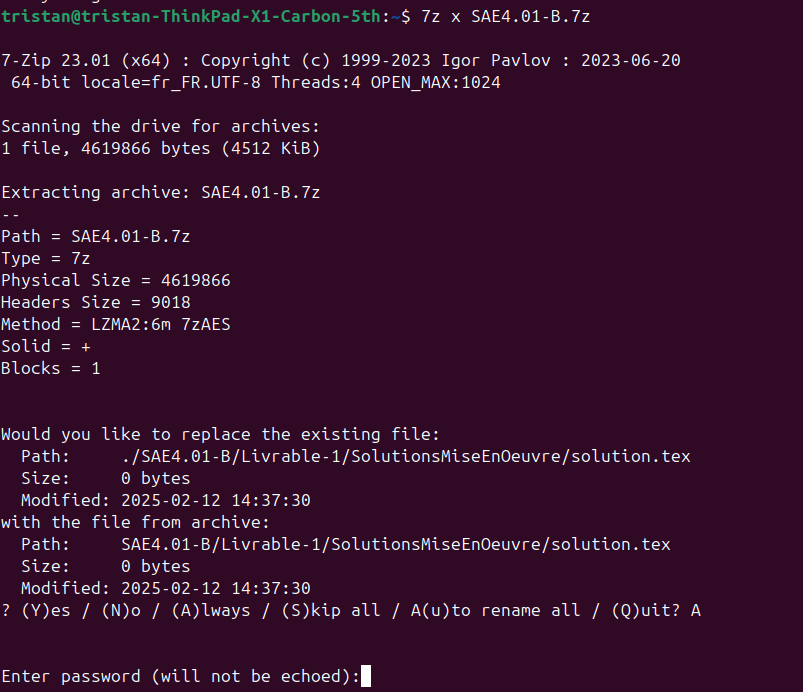 tristan@tristan-ThinkPad-X1-Carbon-5th:~$ 7z x SAE4.01-B.7z
7-Zip 23.01 (x64) : Copyright (c) 1999-2023 Igor Pavlov : 2023-06-20
64-bit locale=fr_FR.UTF-8 Threads:4 OPEN_MAX:1024
Scanning the drive for archives:
1 file, 4619866 bytes (4512 KiB)
Extracting archive: SAE4.01-B.7z
--
Path = SAE4.01-B.7z
Type = 7z
Physical Size = 4619866
Headers Size = 9018
Method = LZMA2:6m 7zAES
Solid = +
Blocks = 1
Would you like to replace the existing file:
Path:     ./SAE4.01-B/Livrable-1/SolutionsMiseEnOeuvre/solution.tex
Size:     0 bytes
Modified: 2025-02-12 14:37:30
with the file from archive:
Path:     SAE4.01-B/Livrable-1/SolutionsMiseEnOeuvre/solution.tex
Size:     0 bytes
Modified: 2025-02-12 14:37:30
? (Y)es / (N)o / (A)lways / (S)kip all / A(u)to rename all / (Q)uit? A
Enter password (will not be echoed):